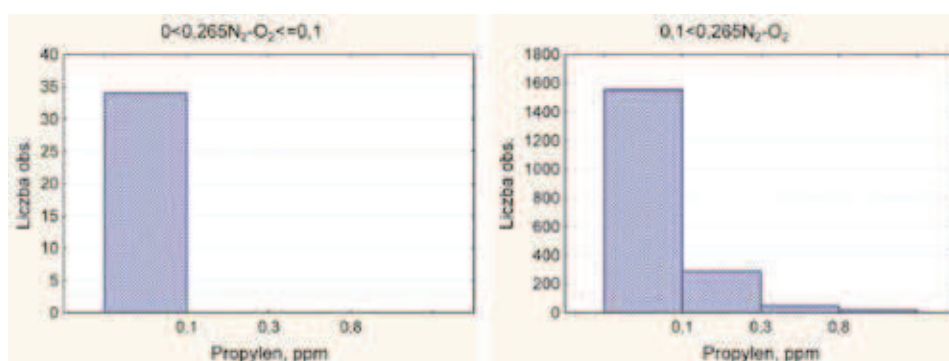 0<0,265N₂-O₂<=0,1
Liczba obs.
40
35
30
25
20
15
10
5
0
0,1 0,3 0,8
Propylen, ppm
0,1<0,265N₂-O₂
Liczba obs.
1800
1600
1400
1200
1000
800
600
400
200
0
0,1 0,3 0,8
Propylen, ppm